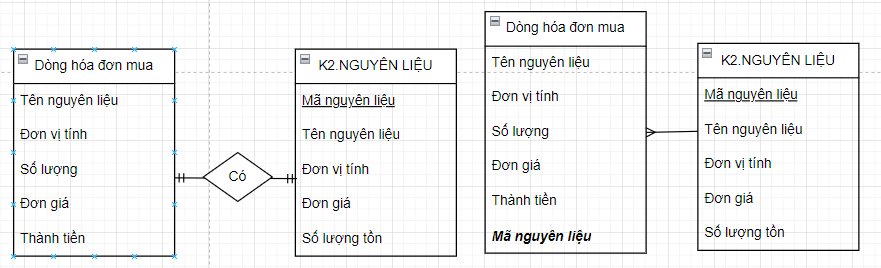 Dòng hóa đơn mua
Tên nguyên liệu
Đơn vị tính
Số lượng
Đơn giá
Thành tiền
Có
K2.NGUYÊN LIỆU
Mã nguyên liệu
Tên nguyên liệu
Đơn vị tính
Đơn giá
Số lượng tồn
Dòng hóa đơn mua
Tên nguyên liệu
Đơn vị tính
Số lượng
Đơn giá
Thành tiền
Mã nguyên liệu
K2.NGUYÊN LIỆU
Mã nguyên liệu
Tên nguyên liệu
Đơn vị tính
Đơn giá
Số lượng tồn